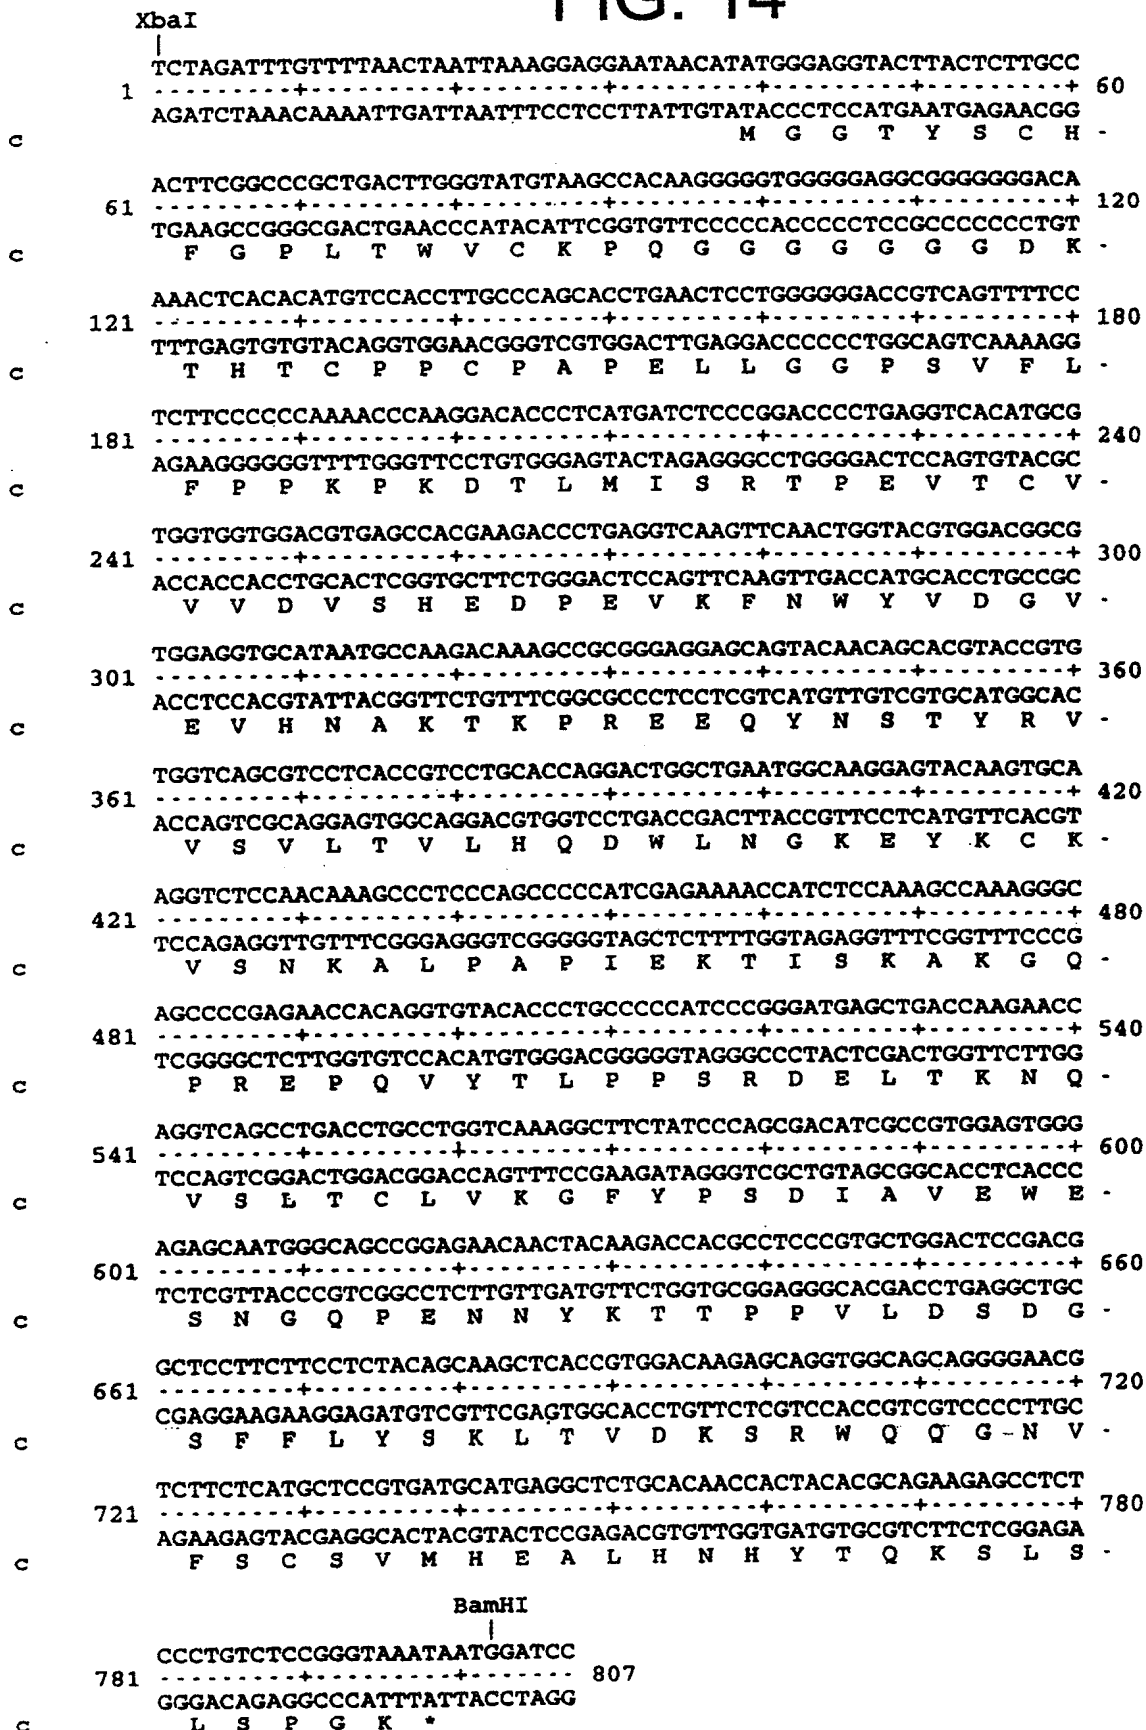 FIG. 14
XbaI
|
TCTAGATTTGTTTTAACTAATTAAAGGAGGAATAACATATGGGAGGTACTTACTCTTGCC
1 ---------+---------+---------+---------+---------+---------+ 60
AGATCTAAACAAAATTGATTAATTTCCTCCTTATTGTATACCCTCCATGAATGAGAACGG
c M G G T Y S C H -
ACTTCGGCCCGCTGACTTGGGTATGTAAGCCACAAGGGGGTGGGGGAGGCGGGGGGGACA
61 ---------+---------+---------+---------+---------+---------+ 120
TGAAGCCGGGCGACTGAACCCATACATTCGGTGTTCCCCCACCCCCTCCGCCCCCCCTGT
c F G P L T W V C K P Q G G G G G G G D K -
AAACTCACACATGTCCACCTTGCCCAGCACCTGAACTCCTGGGGGGACCGTCAGTTTTCC
121 ---------+---------+---------+---------+---------+---------+ 180
TTTGAGTGTGTACAGGTGGAACGGGTCGTGGACTTGAGGACCCCCCTGGCAGTCAAAAGG
c T H T C P P C P A P E L L G G P S V F L -
TCTTCCCCCCAAAACCCAAGGACACCCTCATGATCTCCCGGACCCCTGAGGTCACATGCG
181 ---------+---------+---------+---------+---------+---------+ 240
AGAAGGGGGGTTTTGGGTTCCTGTGGGAGTACTAGAGGGCCTGGGGACTCCAGTGTACGC
c F P P K P K D T L M I S R T P E V T C V -
TGGTGGTGGACGTGAGCCACGAAGACCCTGAGGTCAAGTTCAACTGGTACGTGGACGGCG
241 ---------+---------+---------+---------+---------+---------+ 300
ACCACCACCTGCACTCGGTGCTTCTGGGACTCCAGTTCAAGTTGACCATGCACCTGCCGC
c V V D V S H E D P E V K F N W Y V D G V -
TGGAGGTGCATAATGCCAAGACAAAGCCGCGGGAGGAGCAGTACAACAGCACGTACCGTG
301 ---------+---------+---------+---------+---------+---------+ 360
ACCTCCACGTATTACGGTTCTGTTTCGGCGCCCTCCTCGTCATGTTGTCGTGCATGGCAC
c E V H N A K T K P R E E Q Y N S T Y R V -
TGGTCAGCGTCCTCACCGTCCTGCACCAGGACTGGCTGAATGGCAAGGAGTACAAGTGCA
361 ---------+---------+---------+---------+---------+---------+ 420
ACCAGTCGCAGGAGTGGCAGGACGTGGTCCTGACCGACTTACCGTTCCTCATGTTCACGT
c V S V L T V L H Q D W L N G K E Y K C K -
AGGTCTCCAACAAAGCCCTCCCAGCCCCCATCGAGAAAACCATCTCCAAAGCCAAAGGGC
421 ---------+---------+---------+---------+---------+---------+ 480
TCCAGAGGTTGTTTCGGGAGGGTCGGGGGTAGCTCTTTTGGTAGAGGTTTCGGTTTCCCG
c V S N K A L P A P I E K T I S K A K G Q -
AGCCCCGAGAACCACAGGTGTACACCCTGCCCCCATCCCGGGATGAGCTGACCAAGAACC
481 ---------+---------+---------+---------+---------+---------+ 540
TCGGGGCTCTTGGTGTCCACATGTGGGACGGGGGTAGGGCCCTACTCGACTGGTTCTTGG
c P R E P Q V Y T L P P S R D E L T K N Q -
AGGTCAGCCTGACCTGCCTGGTCAAAGGCTTCTATCCCAGCGACATCGCCGTGGAGTGGG
541 ---------+---------+---------+---------+---------+---------+ 600
TCCAGTCGGACTGGACGGACCAGTTTCCGAAGATAGGGTCGCTGTAGCGGCACCTCACCC
c V S L T C L V K G F Y P S D I A V E W E -
AGAGCAATGGGCAGCCGGAGAACAACTACAAGACCACGCCTCCCGTGCTGGACTCCGACG
601 ---------+---------+---------+---------+---------+---------+ 660
TCTCGTTACCCGTCGGCCTCTTGTTGATGTTCTGGTGCGGAGGGCACGACCTGAGGCTGC
c S N G Q P E N N Y K T T P P V L D S D G -
GCTCCTTCTTCCTCTACAGCAAGCTCACCGTGGACAAGAGCAGGTGGCAGCAGGGGAACG
661 ---------+---------+---------+---------+---------+---------+ 720
CGAGGAAGAAGGAGATGTCGTTCGAGTGGCACCTGTTCTCGTCCACCGTCGTCCCCTTGC
c S F F L Y S K L T V D K S R W Q Q G N V -
TCTTCTCATGCTCCGTGATGCATGAGGCTCTGCACAACCACTACACGCAGAAGAGCCTCT
721 ---------+---------+---------+---------+---------+---------+ 780
AGAAGAGTACGAGGCACTACGTACTCCGAGACGTGTTGGTGATGTGCGTCTTCTCGGAGA
c F S C S V M H E A L H N H Y T Q K S L S -
BamHI
|
CCCTGTCTCCGGGTAAATAATGGATCC
781 ---------+---------+------- 807
GGGACAGAGGCCCATTTATTACCTAGG
c L S P G K *